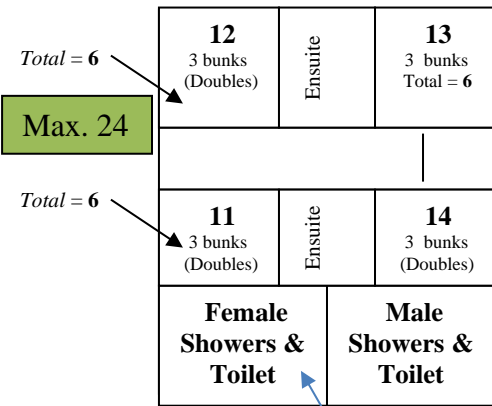 12
3 bunks
(Doubles)
Ensuite
13
3 bunks
Total = 6
Total = 6
Max. 24
Total = 6
11
3 bunks
(Doubles)
Ensuite
14
3 bunks
(Doubles)
Female
Showers &
Toilet
Male
Showers &
Toilet